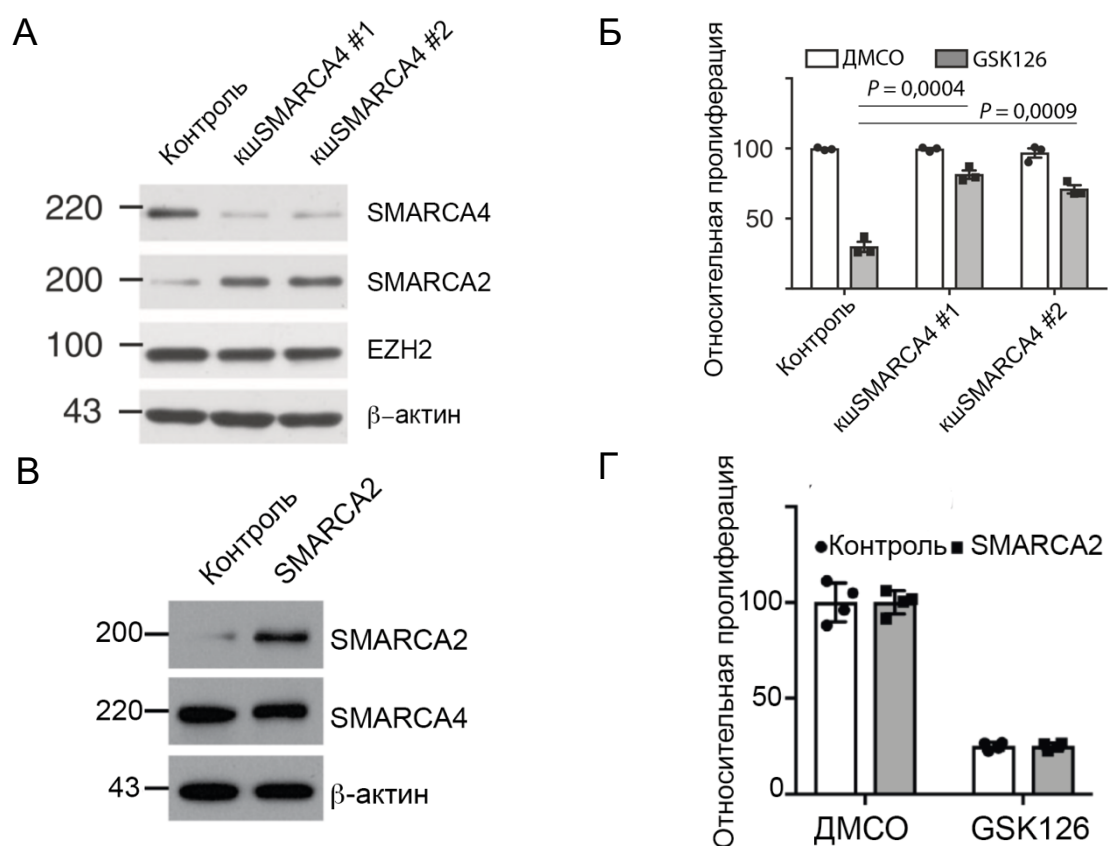 А
Контроль
кшSMARCA4 #1
кшSMARCA4 #2
220
SMARCA4
200
SMARCA2
100
EZH2
43
β–актин
Б
ДМСО
GSK126
P = 0,0004
P = 0,0009
Относительная пролиферация
100
50
Контроль
кшSMARCA4 #1
кшSMARCA4 #2
В
Контроль
SMARCA2
200
SMARCA2
220
SMARCA4
43
β-актин
Г
Относительная пролиферация
Контроль
SMARCA2
100
50
0
ДМСО
GSK126